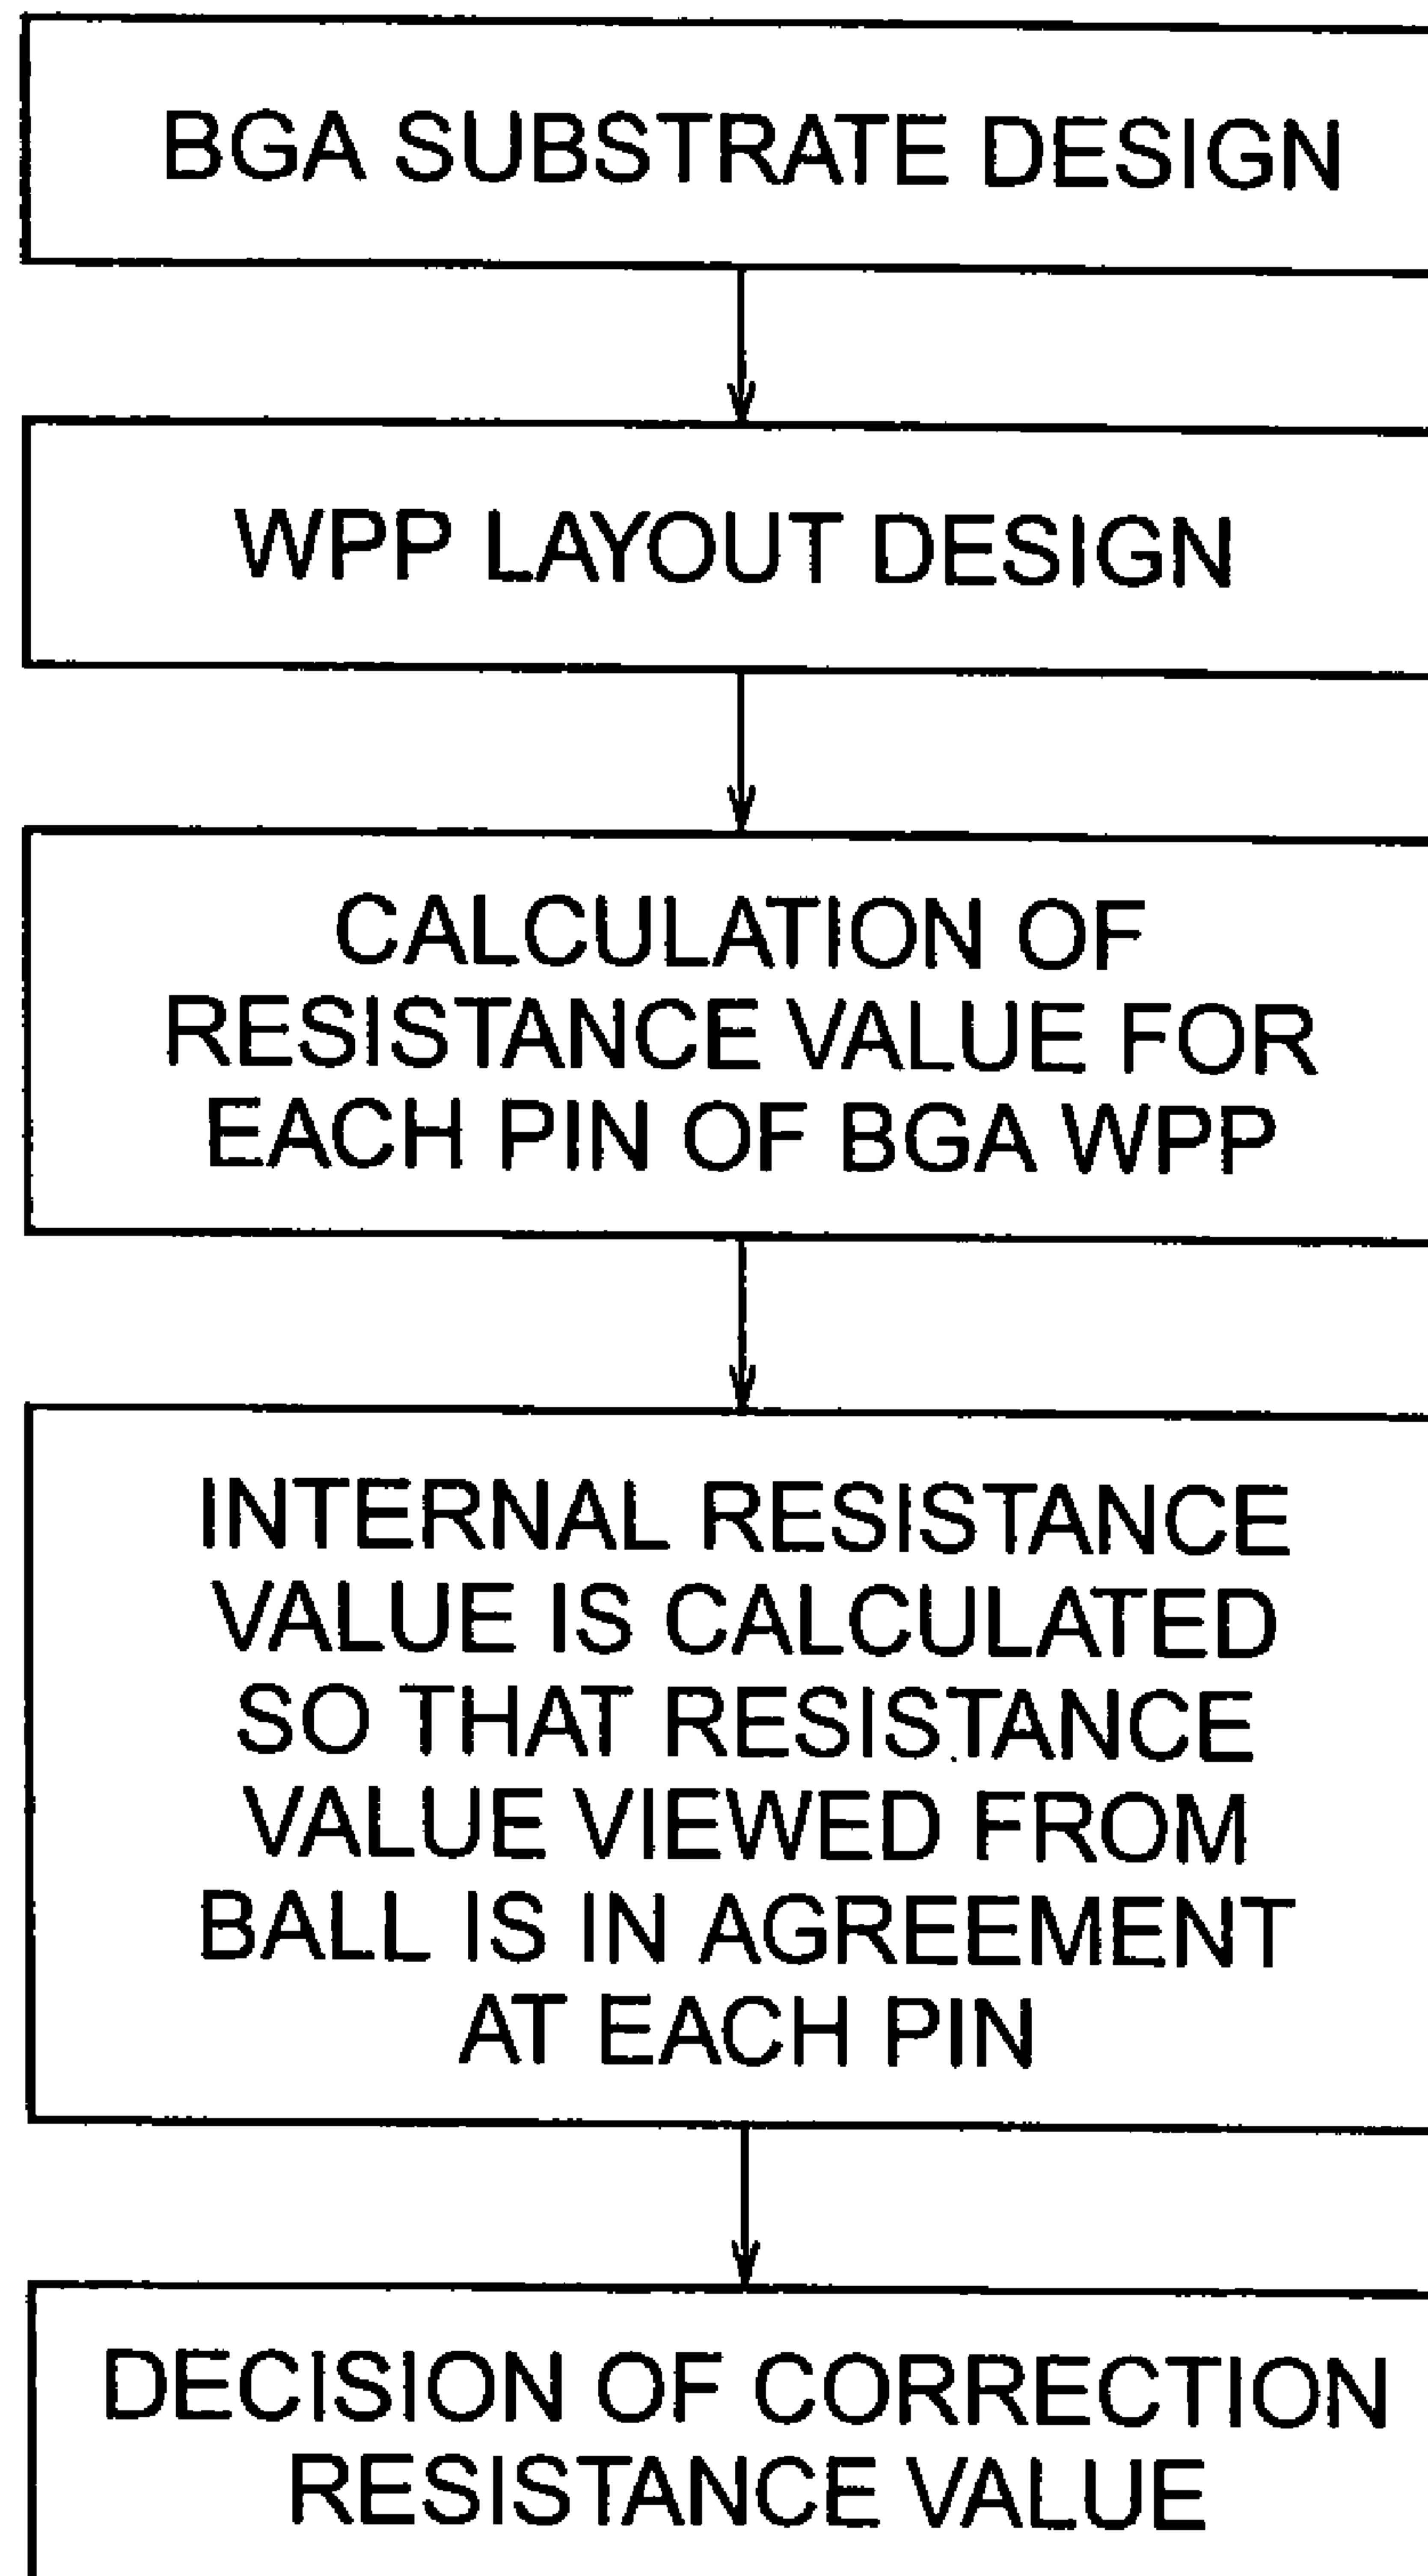 BGA SUBSTRATE DESIGN
WPP LAYOUT DESIGN
CALCULATION OF
RESISTANCE VALUE FOR
EACH PIN OF BGA WPP
INTERNAL RESISTANCE
VALUE IS CALCULATED
SO THAT RESISTANCE
VALUE VIEWED FROM
BALL IS IN AGREEMENT
AT EACH PIN
DECISION OF CORRECTION
RESISTANCE VALUE